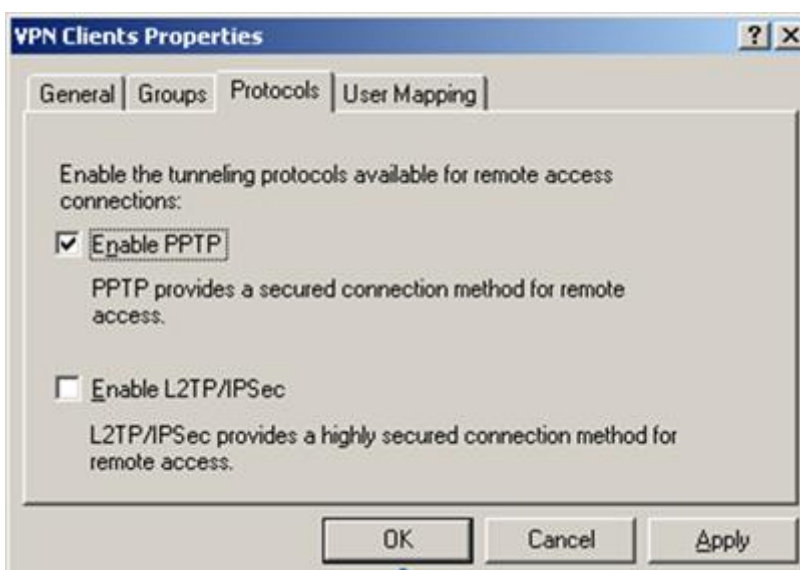 VPN Clients Properties
General Groups Protocols User Mapping
Enable the tunneling protocols available for remote access
connections:
Enable PPTP
PPTP provides a secured connection method for remote
access.
Enable L2TP/IPSec
L2TP/IPSec provides a highly secured connection method for
remote access.
OK Cancel Apply